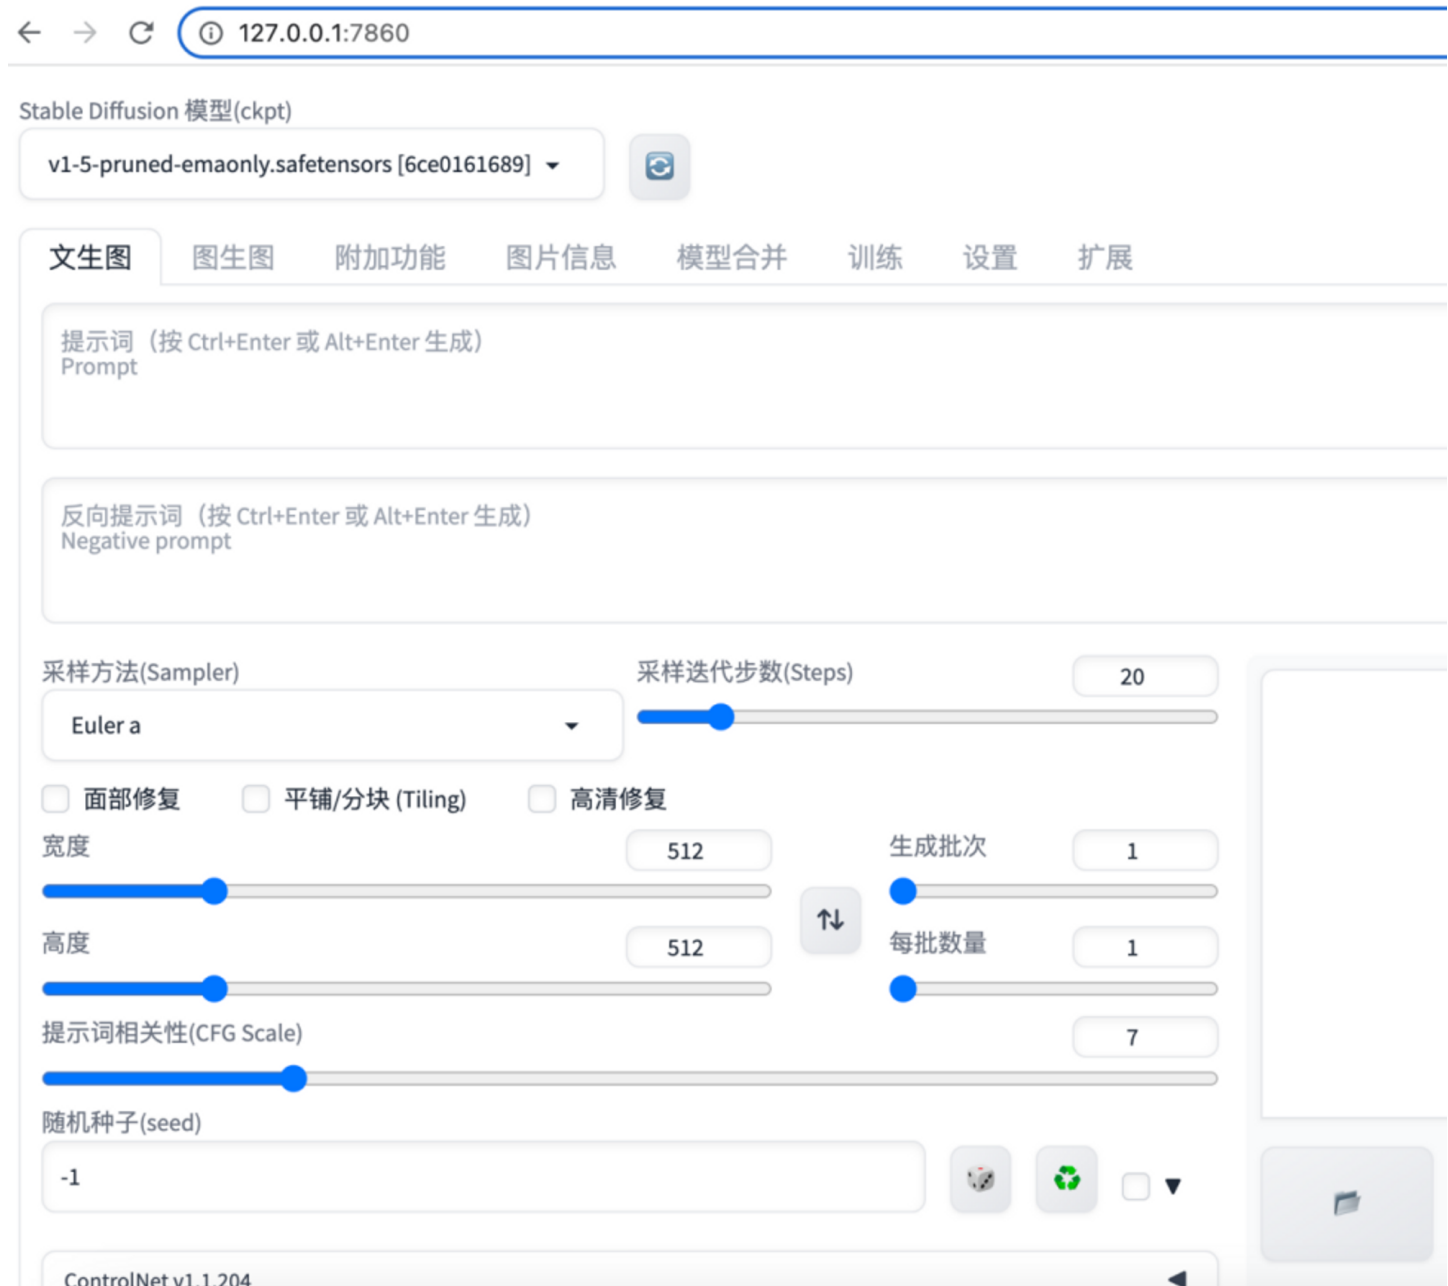 127.0.0.1:7860
Stable Diffusion 模型(ckpt)
v1-5-pruned-emaonly.safetensors [6ce0161689]
文生图 图生图 附加功能 图片信息 模型合并 训练 设置 扩展
提示词（按 Ctrl+Enter 或 Alt+Enter 生成）
Prompt
反向提示词（按 Ctrl+Enter 或 Alt+Enter 生成）
Negative prompt
采样方法(Sampler) 采样迭代步数(Steps) 20
Euler a
面部修复 平铺/分块 (Tiling) 高清修复
宽度 512 生成批次 1
高度 512 每批数量 1
提示词相关性(CFG Scale) 7
随机种子(seed)
-1
ControlNet v1.1.204